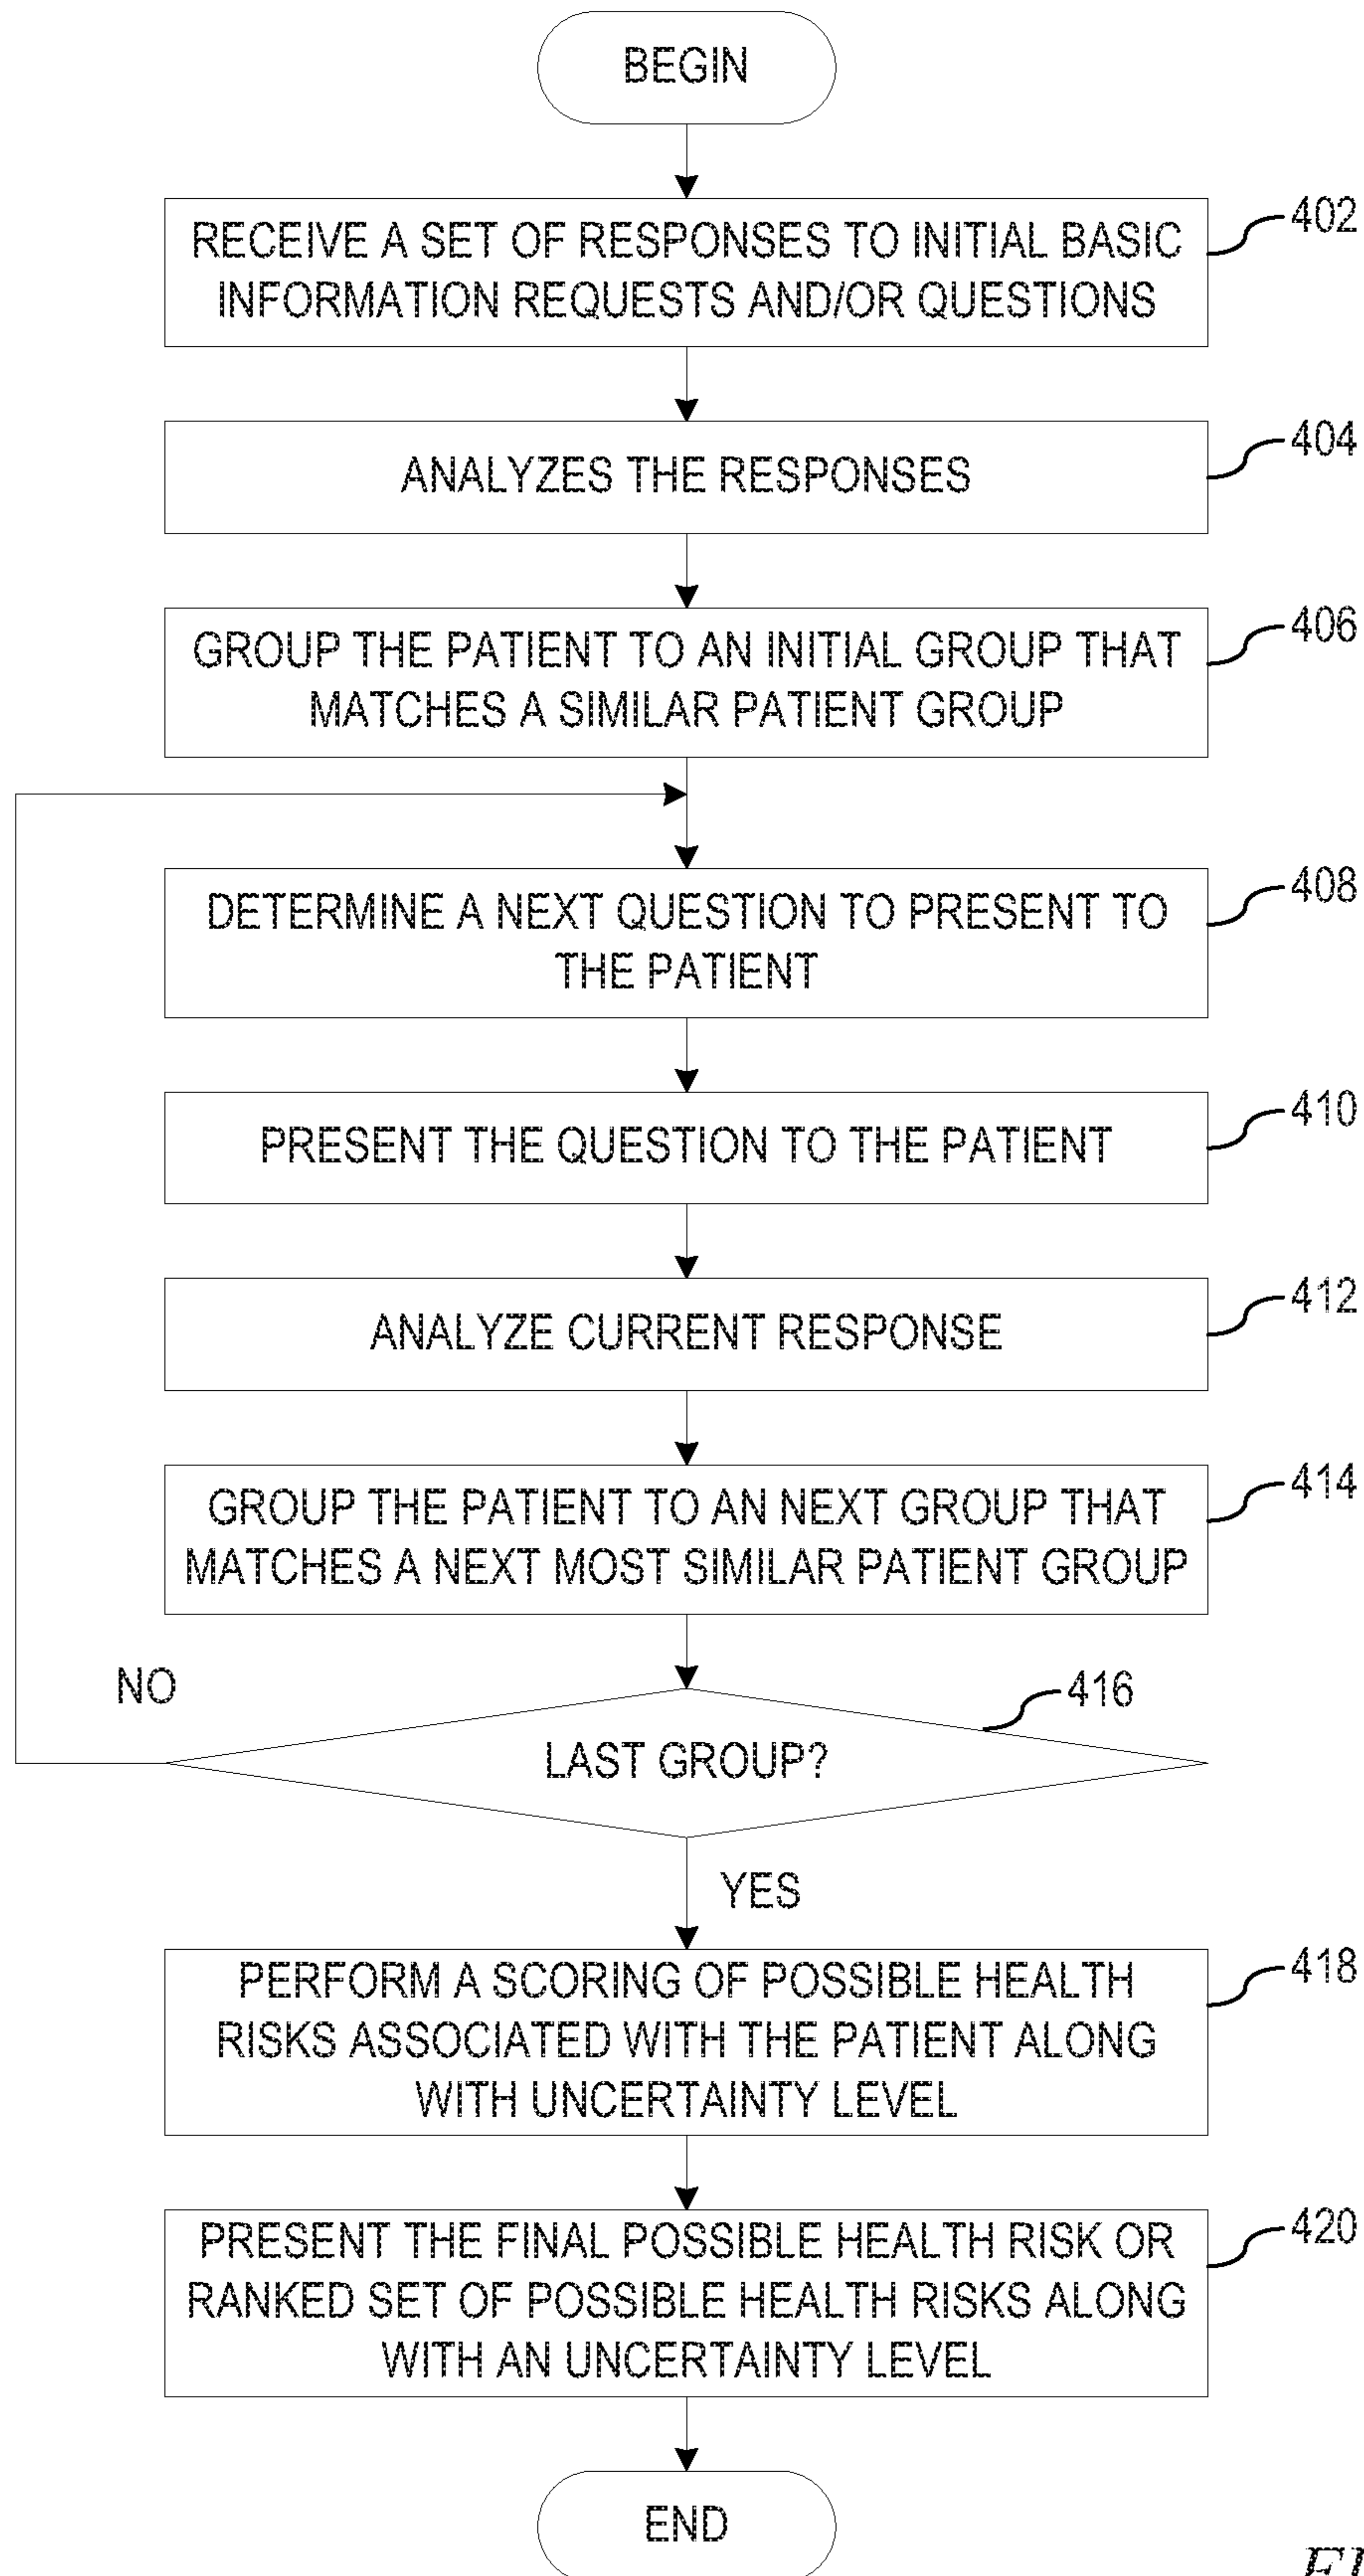 BEGIN
RECEIVE A SET OF RESPONSES TO INITIAL BASIC
INFORMATION REQUESTS AND/OR QUESTIONS
402
ANALYZES THE RESPONSES
404
GROUP THE PATIENT TO AN INITIAL GROUP THAT
MATCHES A SIMILAR PATIENT GROUP
406
DETERMINE A NEXT QUESTION TO PRESENT TO
THE PATIENT
408
PRESENT THE QUESTION TO THE PATIENT
410
ANALYZE CURRENT RESPONSE
412
GROUP THE PATIENT TO AN NEXT GROUP THAT
MATCHES A NEXT MOST SIMILAR PATIENT GROUP
414
NO
LAST GROUP?
416
YES
PERFORM A SCORING OF POSSIBLE HEALTH
RISKS ASSOCIATED WITH THE PATIENT ALONG
WITH UNCERTAINTY LEVEL
418
PRESENT THE FINAL POSSIBLE HEALTH RISK OR
RANKED SET OF POSSIBLE HEALTH RISKS ALONG
WITH AN UNCERTAINTY LEVEL
420
END